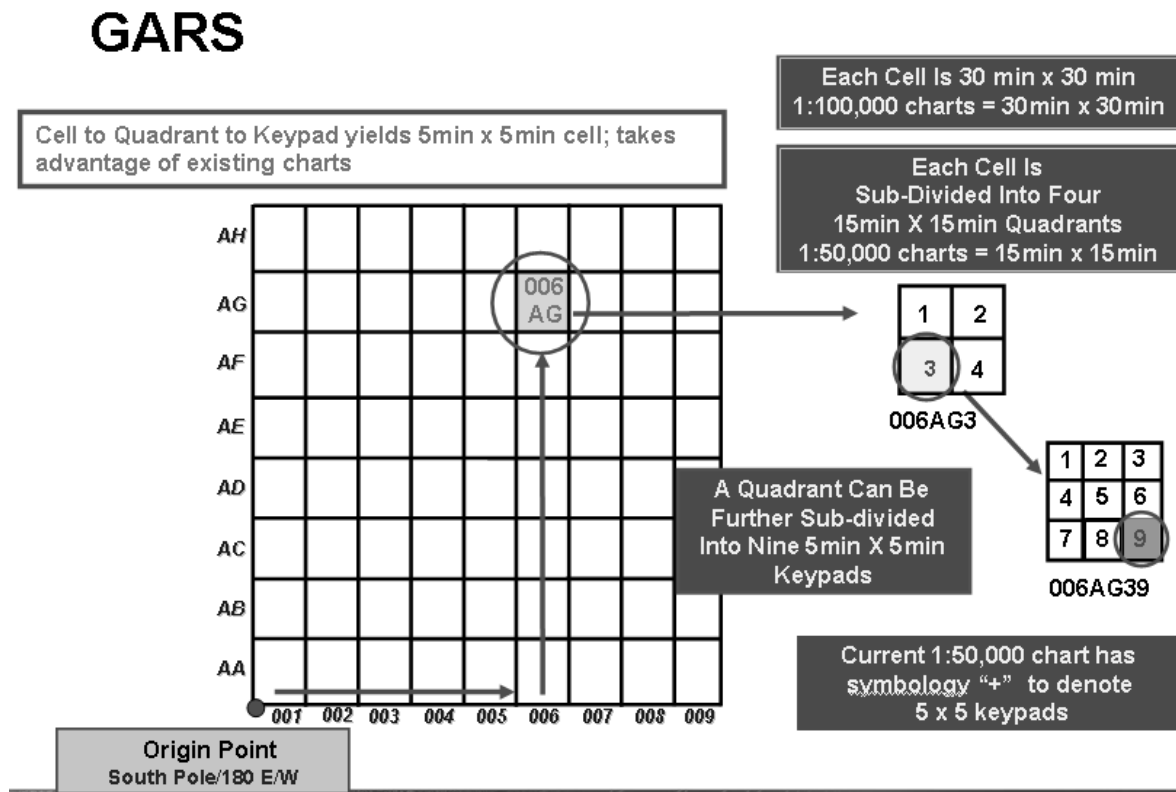 GARS
Each Cell Is 30 min x 30 min
1:100,000 charts = 30min x 30min
Cell to Quadrant to Keypad yields 5min x 5min cell; takes
advantage of existing charts
Each Cell Is
Sub-Divided Into Four
15min X 15min Quadrants
1:50,000 charts = 15min x 15min
AH
AG
AF
AE
AD
AC
AB
AA
006
AG
001 002 003 004 005 006 007 008 009
1 2
3 4
006AG3
1 2 3
4 5 6
7 8 9
006AG39
A Quadrant Can Be
Further Sub-divided
Into Nine 5min X 5min
Keypads
Current 1:50,000 chart has
symbology "+" to denote
5 x 5 keypads
Origin Point
South Pole/180 E/W